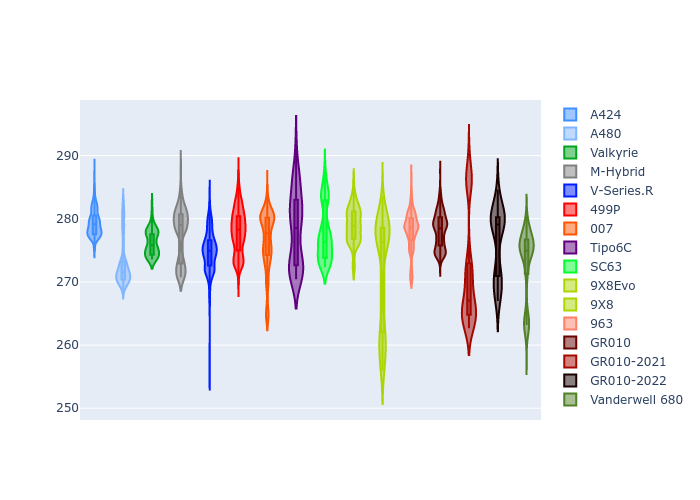 290
280
270
260
250
A424
A480
Valkyrie
M-Hybrid
V-Series.R
499P
007
Tipo6C
SC63
9X8Evo
9X8
963
GR010
GR010-2021
GR010-2022
Vanderwell 680